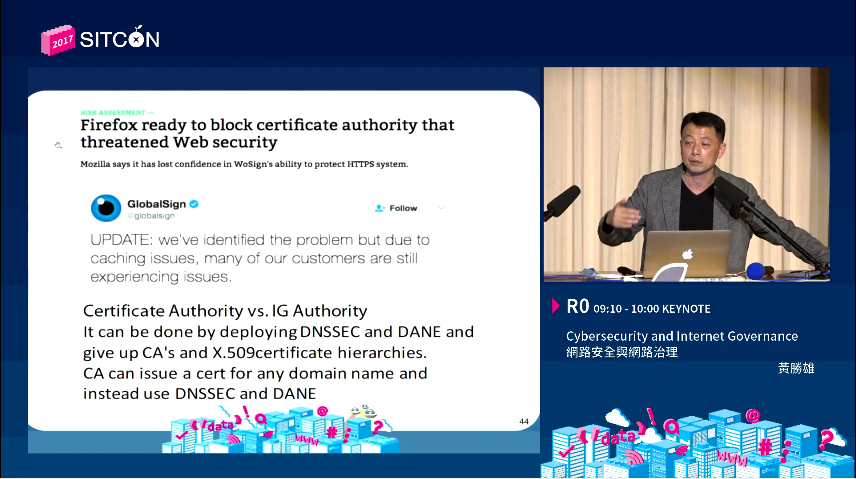 2017 SITCON
RISK ASSESSMENT —
Firefox ready to block certificate authority that
threatened Web security
Mozilla says it has lost confidence in WoSign's ability to protect HTTPS system.
GlobalSign
@globalsign
Follow
UPDATE: we've identified the problem but due to
caching issues, many of our customers are still
experiencing issues.
Certificate Authority vs. IG Authority
It can be done by deploying DNSSEC and DANE and
give up CA's and X.509certificate hierarchies.
CA can issue a cert for any domain name and
instead use DNSSEC and DANE
44
data
www
R0 09:10 - 10:00 KEYNOTE
Cybersecurity and Internet Governance
網路安全與網路治理
黃勝雄
data
www